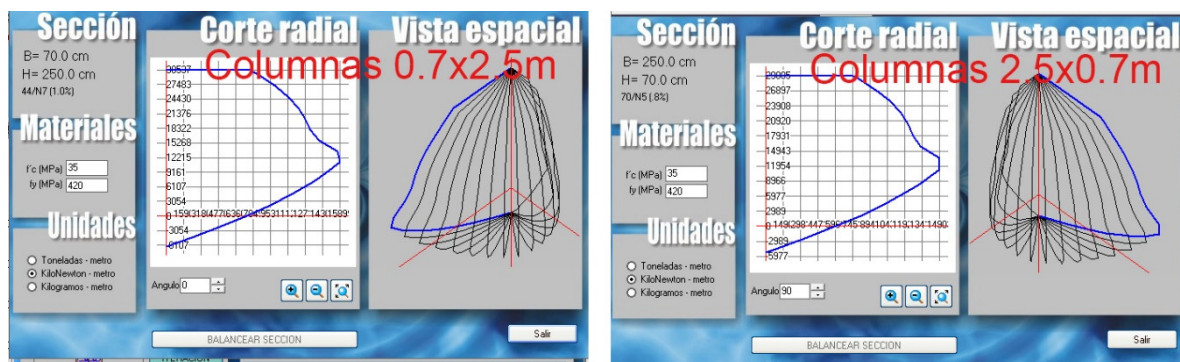 Sección
B= 70.0 cm
H= 250.0 cm
44/N7 (1.0%)
Materiales
f'c (MPa) 35
fy (MPa) 420
Unidades
Toneladas - metro
KiloNewton - metro
Kilogramos - metro
Corte radial
Columnas 0.7x2.5m
30537
27483
24430
21376
18322
15268
12215
9161
6107
3054
0
-3054
-6107
Angulo 0
Vista espacial
BALANCEAR SECCION
Salir
Sección
B= 250.0 cm
H= 70.0 cm
70/N5 (.8%)
Materiales
f'c (MPa) 35
fy (MPa) 420
Unidades
Toneladas - metro
KiloNewton - metro
Kilogramos - metro
Corte radial
Columnas 2.5x0.7m
26897
23908
20920
17931
14943
11954
8966
5977
2989
0
-2989
-5977
Angulo 90
Vista espacial
BALANCEAR SECCION
Salir